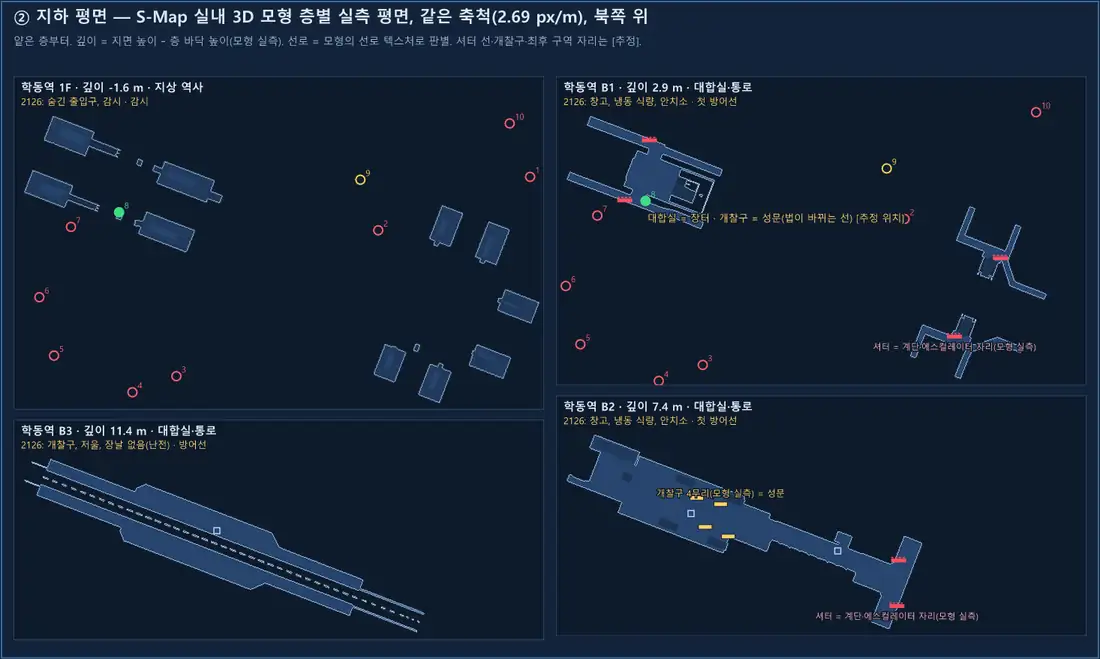 ② 지하 평면 — S-Map 실내 3D 모형 층별 실측 평면, 같은 축척(2.69 px/m), 북쪽 위
얕은 층부터. 깊이 = 지면 높이 - 층 바닥 높이(모형 실측). 선로 = 모형의 선로 텍스처로 판별. 셔터 선·개찰구·최후 구역 자리는 [추정].
학동역 1F · 깊이 -1.6 m · 지상 역사
2126: 숨긴 출입구, 감시 · 감시
10
9
1
8
7
2
6
5
3
4
학동역 B1 · 깊이 2.9 m · 대합실·통로
2126: 창고, 냉동 식량, 안치소 · 첫 방어선
10
9
8
7
대합실 = 장터 · 개찰구 = 성문(법이 바뀌는 선) [추정 위치]
2
6
5
셔터 = 계단·에스컬레이터 자리(모형 실측)
3
4
학동역 B3 · 깊이 11.4 m · 대합실·통로
2126: 개찰구, 저울, 장날 없음(난전) · 방어선
학동역 B2 · 깊이 7.4 m · 대합실·통로
2126: 창고, 냉동 식량, 안치소 · 첫 방어선
개찰구 4무리(모형 실측) = 성문
셔터 = 계단·에스컬레이터 자리(모형 실측)